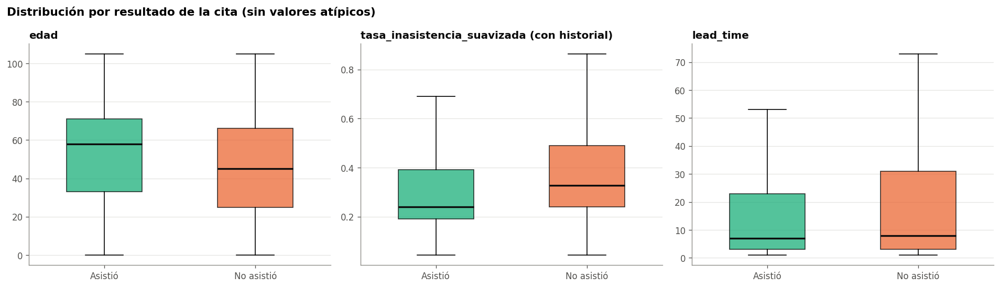 Distribución por resultado de la cita (sin valores atípicos)
edad
100
80
60
40
20
0
Asistió
No asistió
tasa_inasistencia_suavizada (con historial)
0.8
0.6
0.4
0.2
Asistió
No asistió
lead_time
70
60
50
40
30
20
10
0
Asistió
No asistió